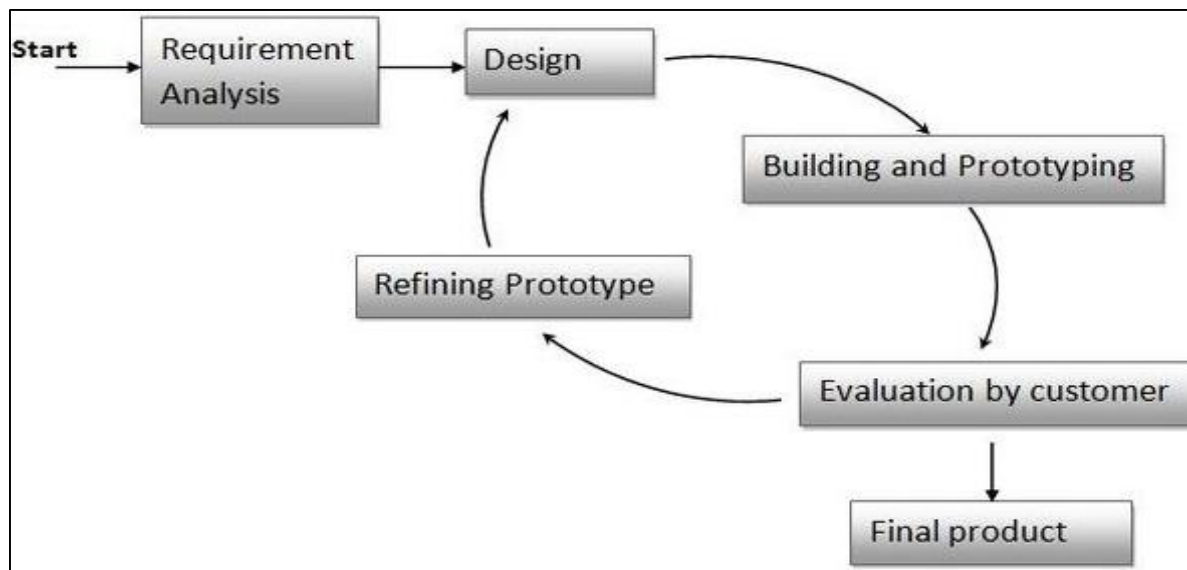 Start
Requirement
Analysis
Design
Building and Prototyping
Refining Prototype
Evaluation by customer
Final product